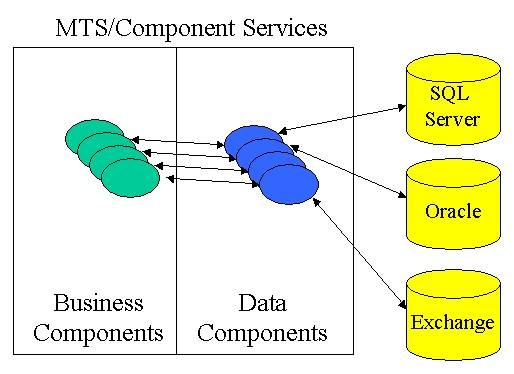 MTS/Component Services
SQL
Server
Oracle
Exchange
Business
Components
Data
Components